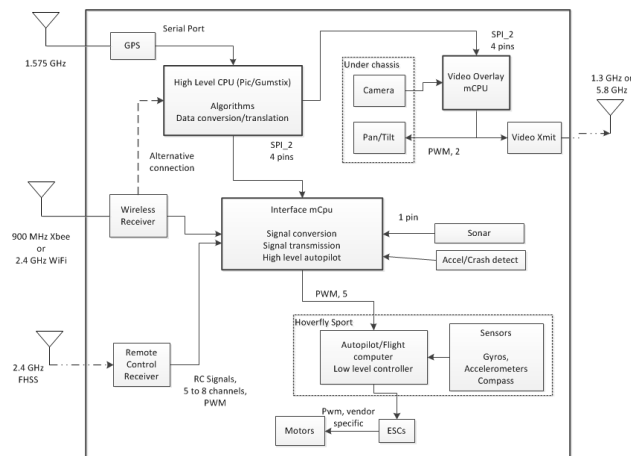 Serial Port
GPS
1.575 GHz
High Level CPU (Pic/Gumstix)
Algorithms
Data conversion/translation
SPI_2
4 pins
SPI_2
4 pins
Under chassis
Camera
Pan/Tilt
Video Overlay
mCPU
PWM, 2
Video Xmit
1.3 GHz or
5.8 GHz
Alternative
connection
Wireless
Receiver
900 MHz Xbee
or
2.4 GHz WiFi
Interface mCpu
Signal conversion
Signal transmission
High level autopilot
1 pin
Sonar
Accel/Crash detect
PWM, 5
Hoverfly Sport
Autopilot/Flight
computer
Low level controller
Sensors
Gyros,
Accelerometers
Compass
2.4 GHz
FHSS
Remote
Control
Receiver
RC Signals,
5 to 8 channels,
PWM
Pwm, vendor
specific
Motors
ESCs